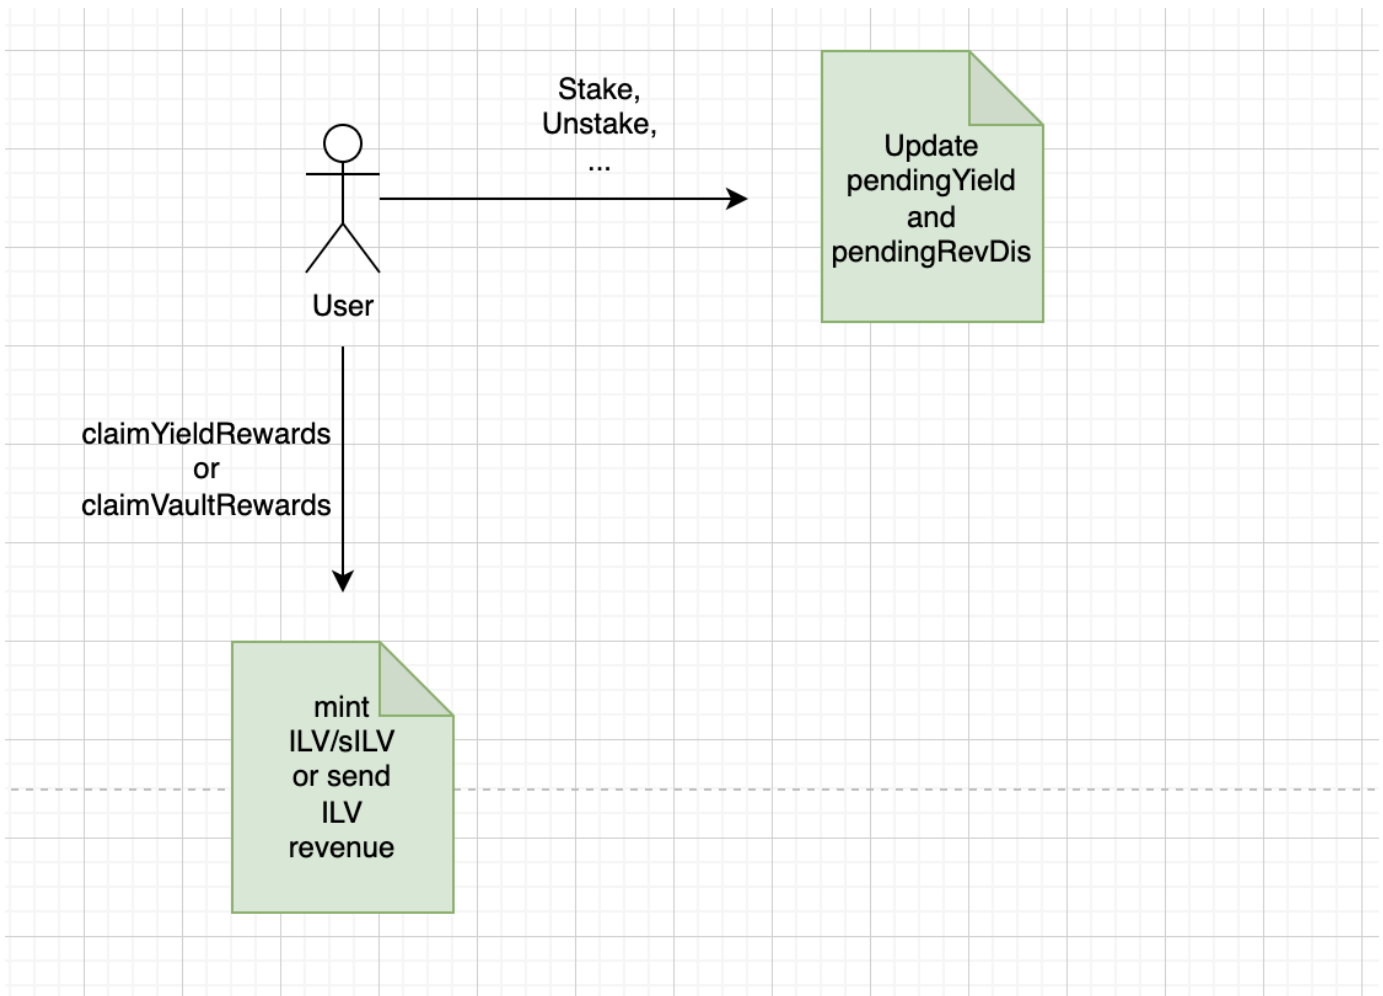 Stake,
Unstake,
...
Update
pendingYield
and
pendingRevDis
User
claimYieldRewards
or
claimVaultRewards
mint
ILV/sILV
or send
ILV
revenue